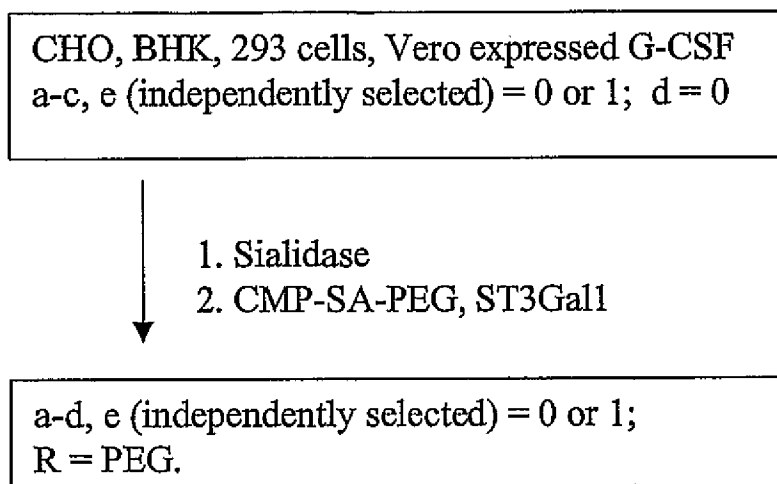 CHO, BHK, 293 cells, Vero expressed G-CSF
a-c, e (independently selected) = 0 or 1; d = 0
1. Sialidase
2. CMP-SA-PEG, ST3Gal1
a-d, e (independently selected) = 0 or 1;
R = PEG.